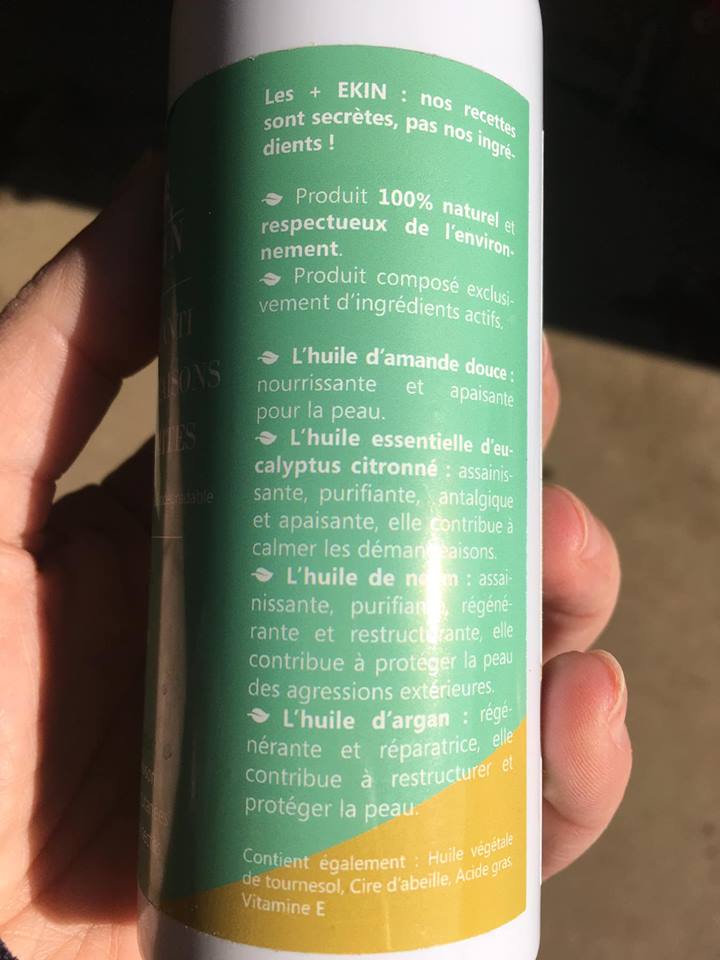 Les + EKIN : nos recettes
sont secrètes, pas nos ingré-
dients !
Produit 100% naturel et
respectueux de l'environ-
nement.
Produit composé exclusi-
vement d'ingrédients actifs.
L'huile d'amande douce :
nourrissante et apaisante
pour la peau.
L'huile essentielle d'eu-
calyptus citronné : assainis-
sante, purifiante, antalgique
et apaisante, elle contribue à
calmer les démangeaisons.
L'huile de neem : assai-
nissante, purifiante, régéné-
rante et restructurante, elle
contribue à protéger la peau
des agressions extérieures.
L'huile d'argan : régé-
nérante et réparatrice, elle
contribue à restructurer et
protéger la peau.
Contient également : Huile végétale
de tournesol, Cire d'abeille, Acide gras,
Vitamine E